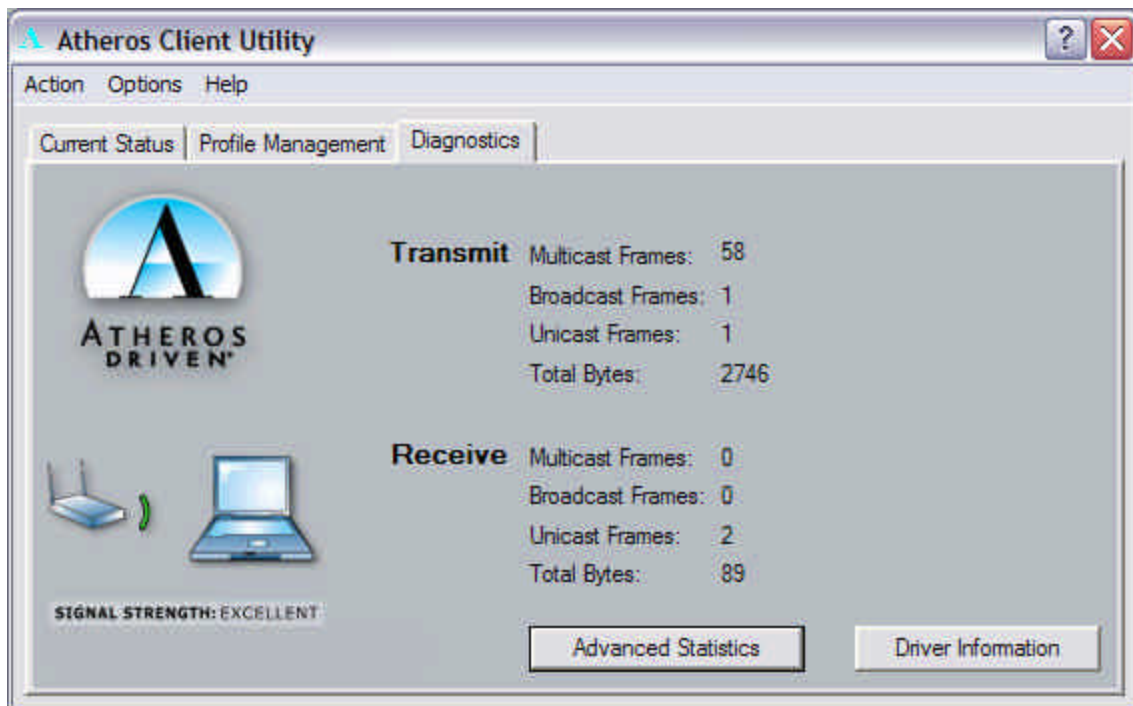 Atheros Client Utility
Action Options Help
Current Status Profile Management Diagnostics
ATHEROS
DRIVEN®
Transmit Multicast Frames: 58
Broadcast Frames: 1
Unicast Frames: 1
Total Bytes: 2746
Receive Multicast Frames: 0
Broadcast Frames: 0
Unicast Frames: 2
Total Bytes: 89
SIGNAL STRENGTH: EXCELLENT
Advanced Statistics Driver Information